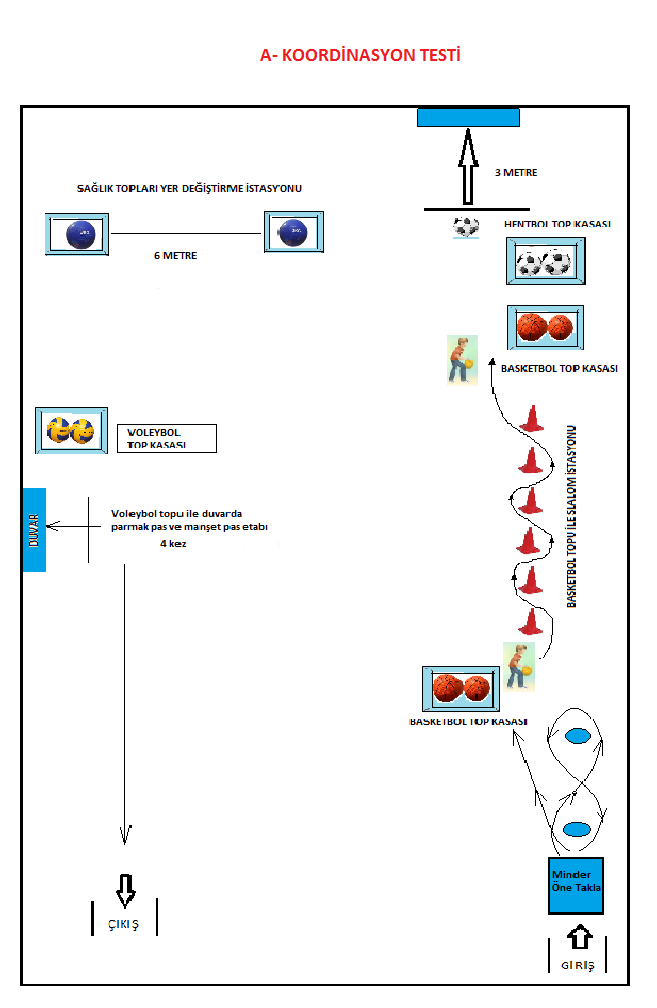 A- KOORDİNASYON TESTİ
3 METRE
SAĞLIK TOPLARI YER DEĞİŞTİRME İSTASYONU
HENTBOL TOP KASASI
6 METRE
BASKETBOL TOP KASASI
VOLEYBOL
TOP KASASI
BASKETBOL TOPU İLE SLALOM İSTASYONU
DUVAR
Voleybol topu ile duvarda
parmak pas ve manşet pas etabı
4 kez
BASKETBOL TOP KASASI
Minder
Öne Takla
ÇIKIŞ
GİRİŞ